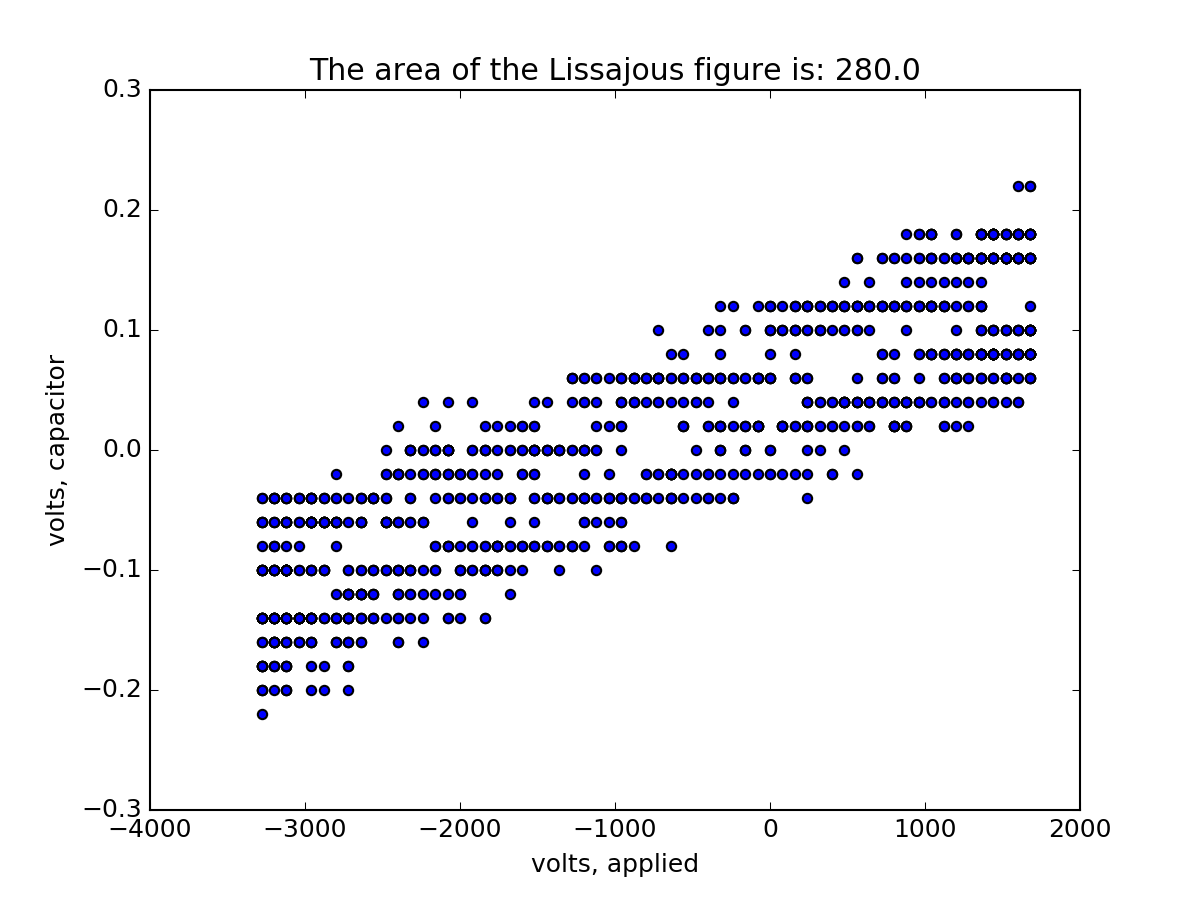 The area of the Lissajous figure is: 280.0
0.3
0.2
0.1
0.0
−0.1
−0.2
−0.3
volts, capacitor
−4000 −3000 −2000 −1000 0 1000 2000
volts, applied